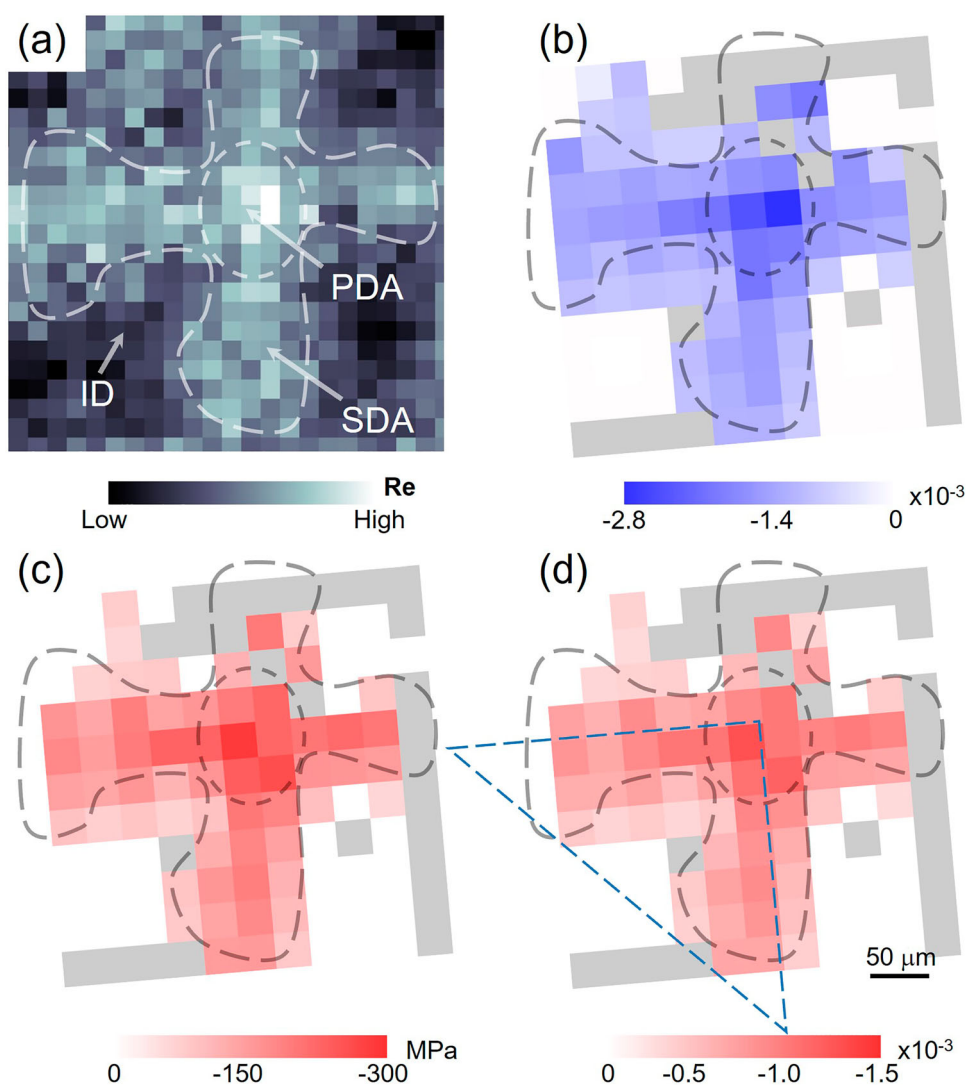 (a)
PDA
ID
SDA
Re
Low High
(b)
x10-3
-2.8 -1.4 0
(c)
MPa
0 -150 -300
(d)
50 μm
x10-3
0 -0.5 -1.0 -1.5